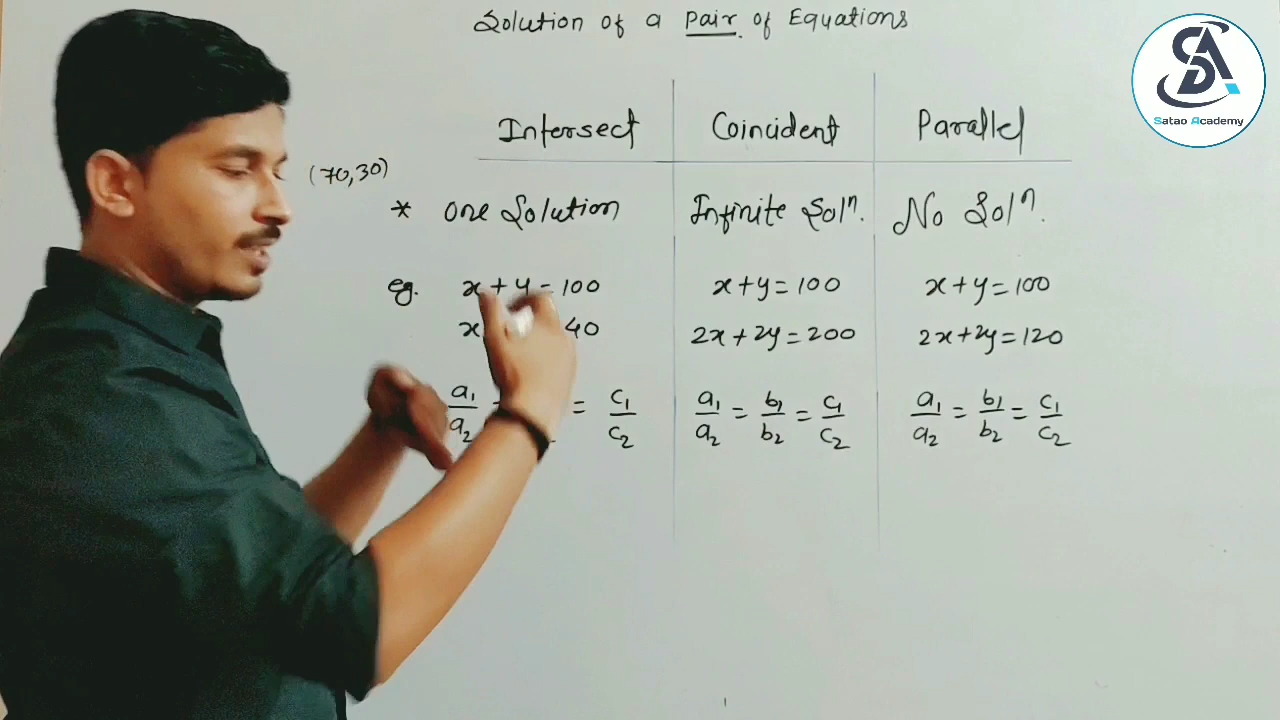 Solution of a Pair of Equations
SDA
Satao Academy
Intersect Coincident Parallel
(70,30)
* One Solution Infinite Solⁿ. No Solⁿ.
eg. x + y = 100 x + y = 100 x + y = 100
x 40 2x + 2y = 200 2x + 2y = 120
a₁/a₂ = c₁/c₂ a₁/a₂ = b₁/b₂ = c₁/c₂ a₁/a₂ = b₁/b₂ = c₁/c₂